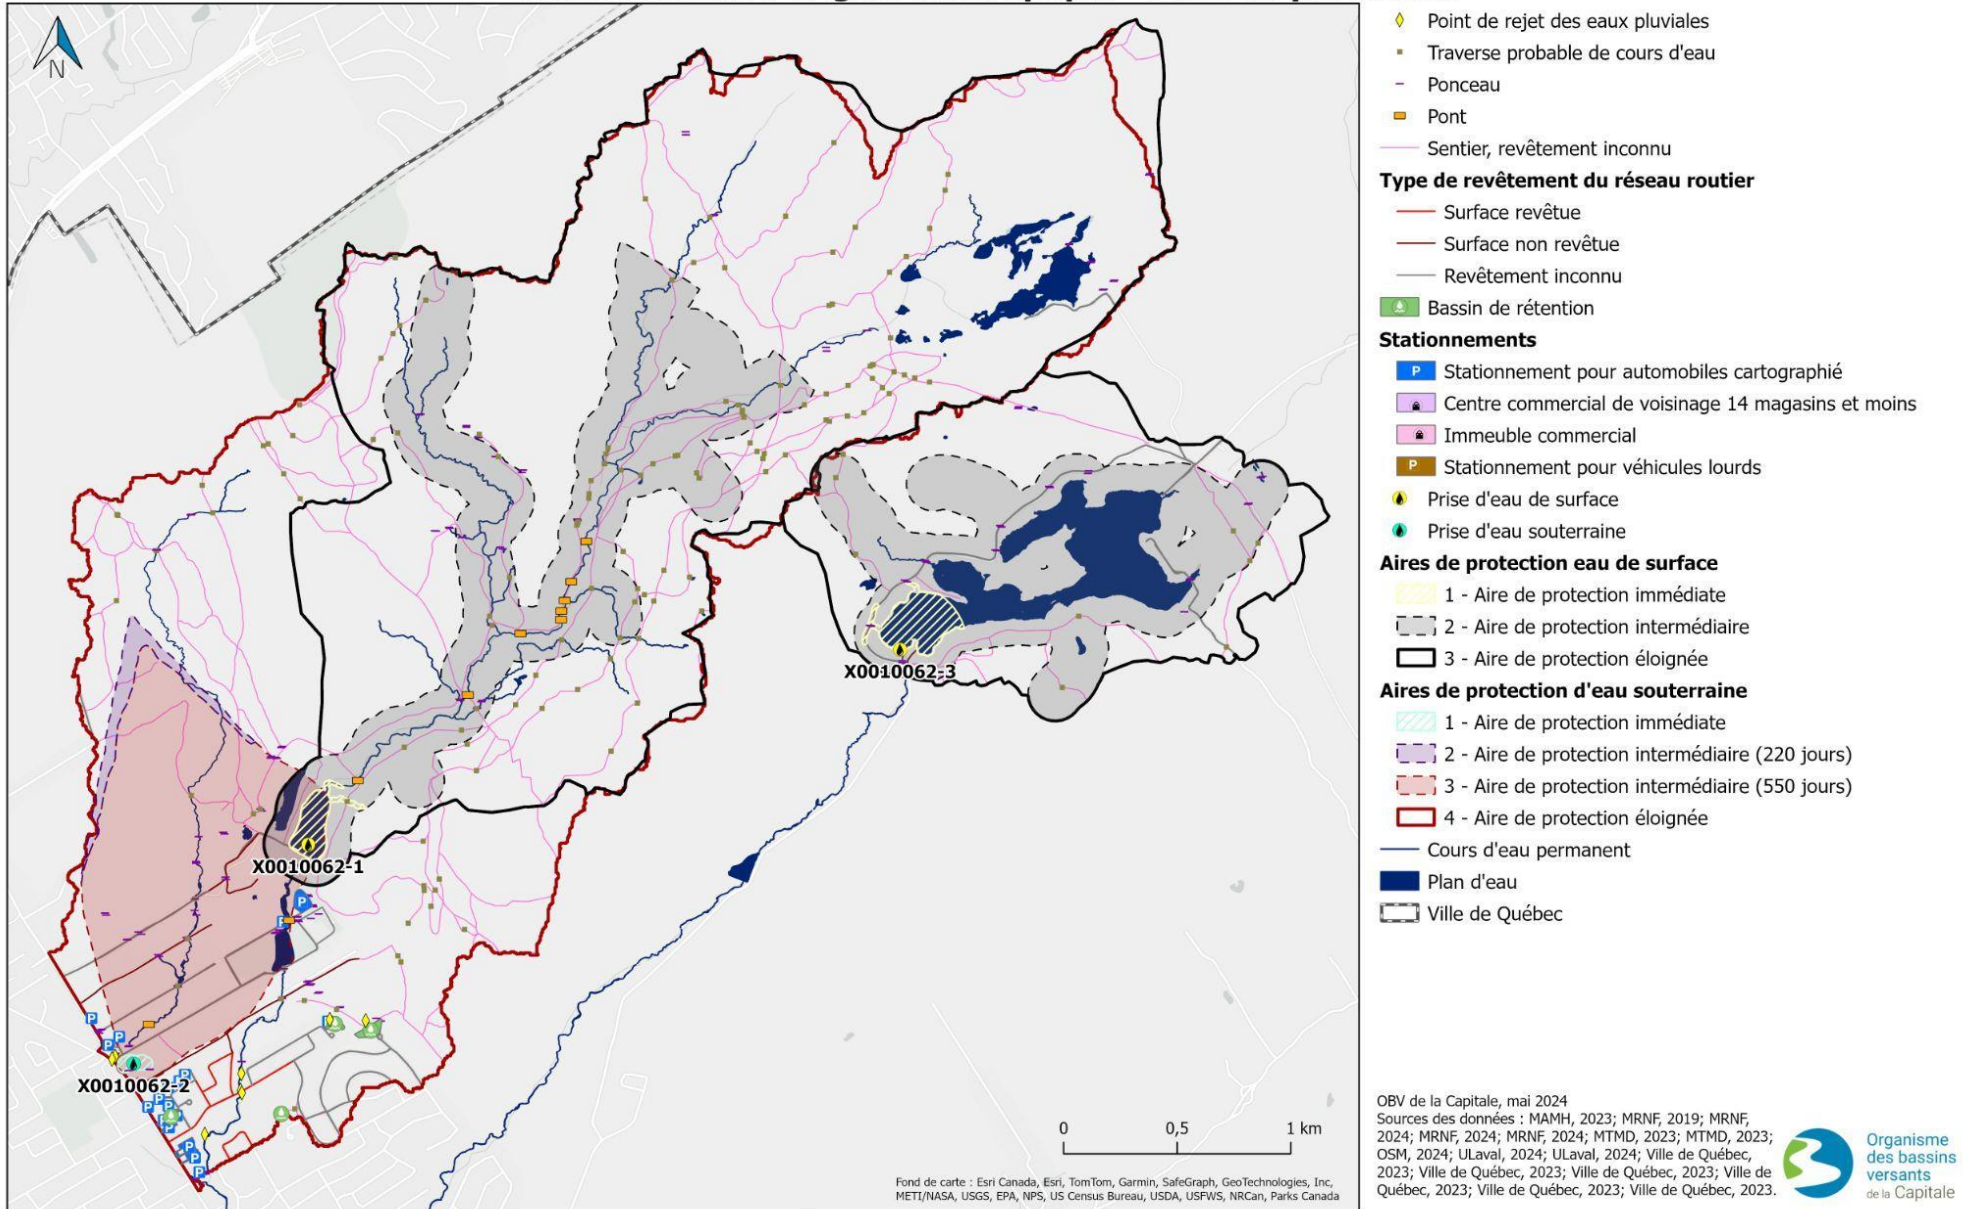 N
X0010062-3
X0010062-1
X0010062-2
P
P
P
P
P
P
P
P
P
0 0,5 1 km
Fond de carte : Esri Canada, Esri, TomTom, Garmin, SafeGraph, GeoTechnologies, Inc,
METI/NASA, USGS, EPA, NPS, US Census Bureau, USDA, USFWS, NRCan, Parks Canada
Point de rejet des eaux pluviales
Traverse probable de cours d'eau
Ponceau
Pont
Sentier, revêtement inconnu
Type de revêtement du réseau routier
Surface revêtue
Surface non revêtue
Revêtement inconnu
Bassin de rétention
Stationnements
P Stationnement pour automobiles cartographié
Centre commercial de voisinage 14 magasins et moins
Immeuble commercial
P Stationnement pour véhicules lourds
Prise d'eau de surface
Prise d'eau souterraine
Aires de protection eau de surface
1 - Aire de protection immédiate
2 - Aire de protection intermédiaire
3 - Aire de protection éloignée
Aires de protection d'eau souterraine
1 - Aire de protection immédiate
2 - Aire de protection intermédiaire (220 jours)
3 - Aire de protection intermédiaire (550 jours)
4 - Aire de protection éloignée
Cours d'eau permanent
Plan d'eau
Ville de Québec
OBV de la Capitale, mai 2024
Sources des données : MAMH, 2023; MRNF, 2019; MRNF,
2024; MRNF, 2024; MRNF, 2024; MTMD, 2023; MTMD, 2023;
OSM, 2024; ULaval, 2024; ULaval, 2024; Ville de Québec,
2023; Ville de Québec, 2023; Ville de Québec, 2023; Ville de
Québec, 2023; Ville de Québec, 2023; Ville de Québec, 2023.
Organisme
des bassins
versants
de la Capitale